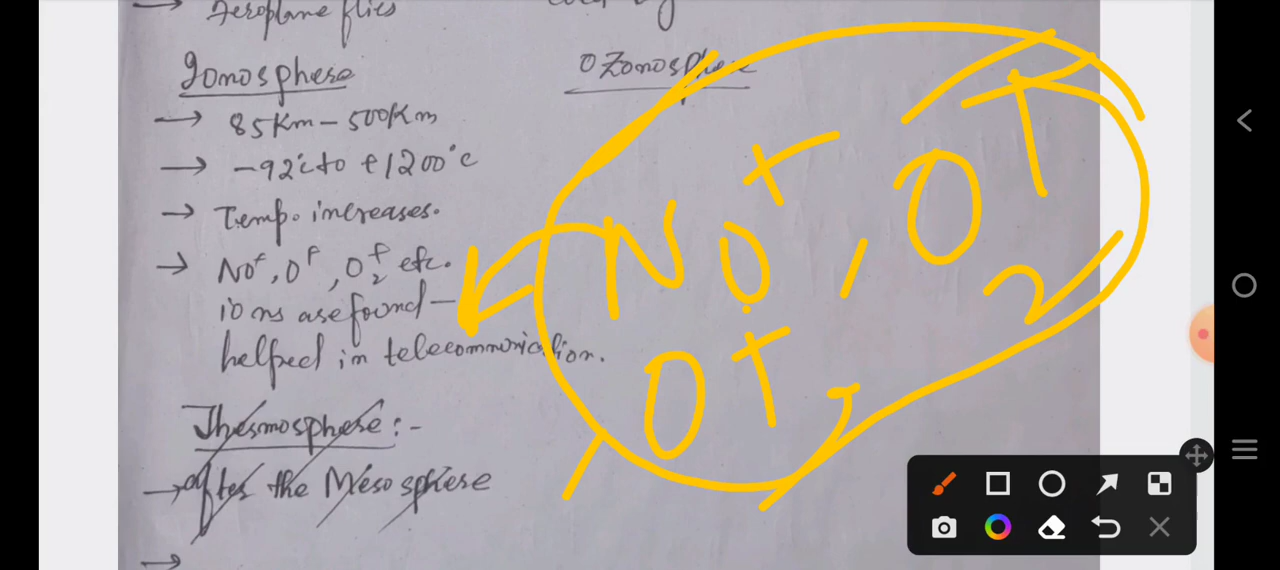 Aeroplane flies
Ionosphere
→ 85Km – 500Km
→ -92°c to +1200°c
→ Temp. increases.
→ NO⁺, O⁺, O₂⁺ etc.
ions are found –
helped in telecommunication.
Thermosphere :-
→ after the Mesosphere
→
Ozonosphere
NO⁺, O₂⁺
O⁺,